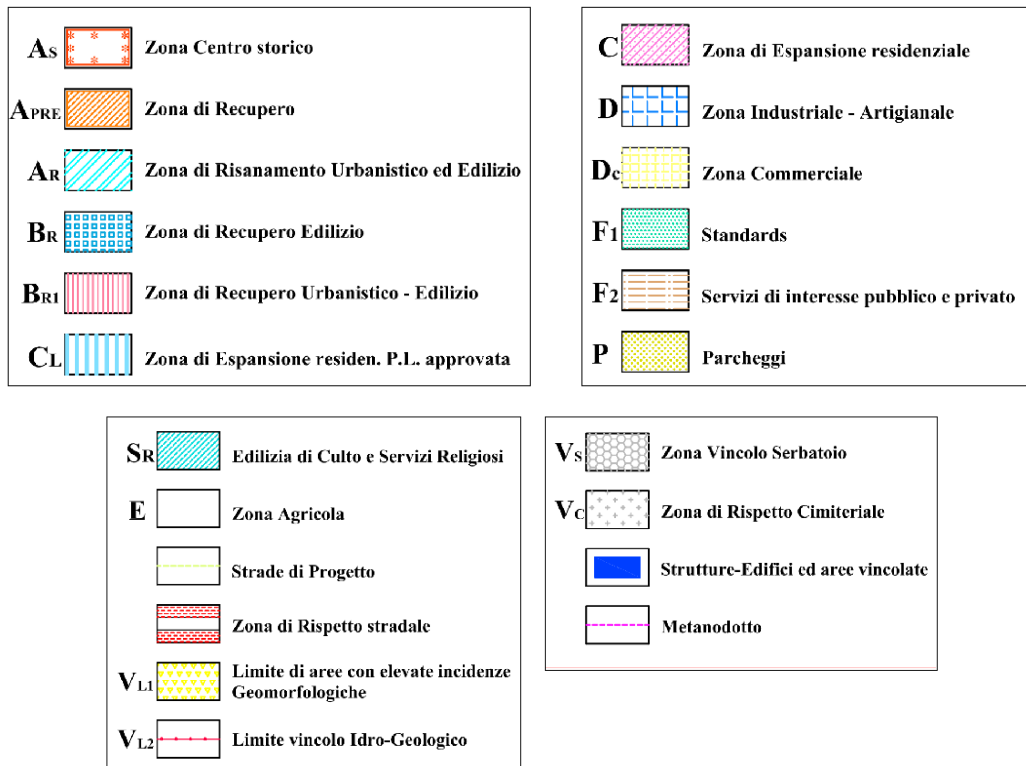 As Zona Centro storico
APRE Zona di Recupero
AR Zona di Risanamento Urbanistico ed Edilizio
BR Zona di Recupero Edilizio
BR1 Zona di Recupero Urbanistico - Edilizio
CL Zona di Espansione residen. P.L. approvata
C Zona di Espansione residenziale
D Zona Industriale - Artigianale
Dc Zona Commerciale
F1 Standards
F2 Servizi di interesse pubblico e privato
P Parcheggi
SR Edilizia di Culto e Servizi Religiosi
E Zona Agricola
Strade di Progetto
Zona di Rispetto stradale
VL1 Limite di aree con elevate incidenze
Geomorfologiche
VL2 Limite vincolo Idro-Geologico
Vs Zona Vincolo Serbatoio
Vc Zona di Rispetto Cimiteriale
Strutture-Edifici ed aree vincolate
Metanodotto